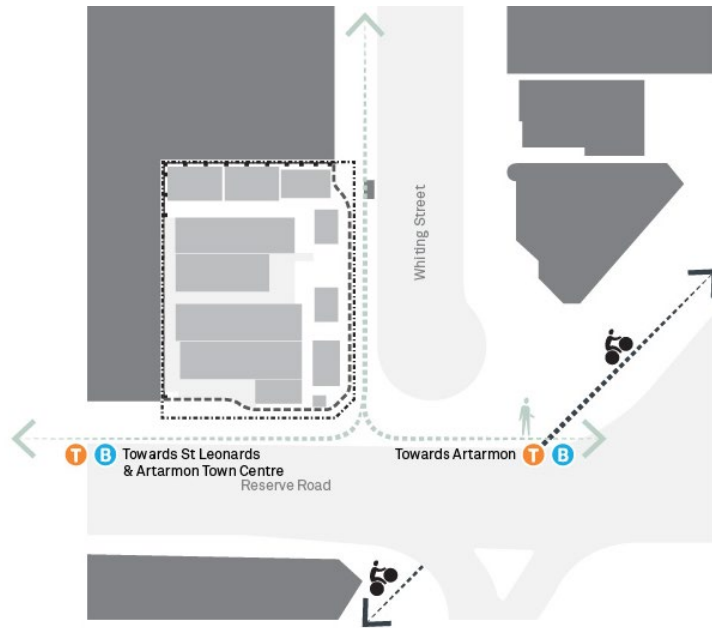 Whiting Street
T B Towards St Leonards
& Artarmon Town Centre
Towards Artarmon T B
Reserve Road